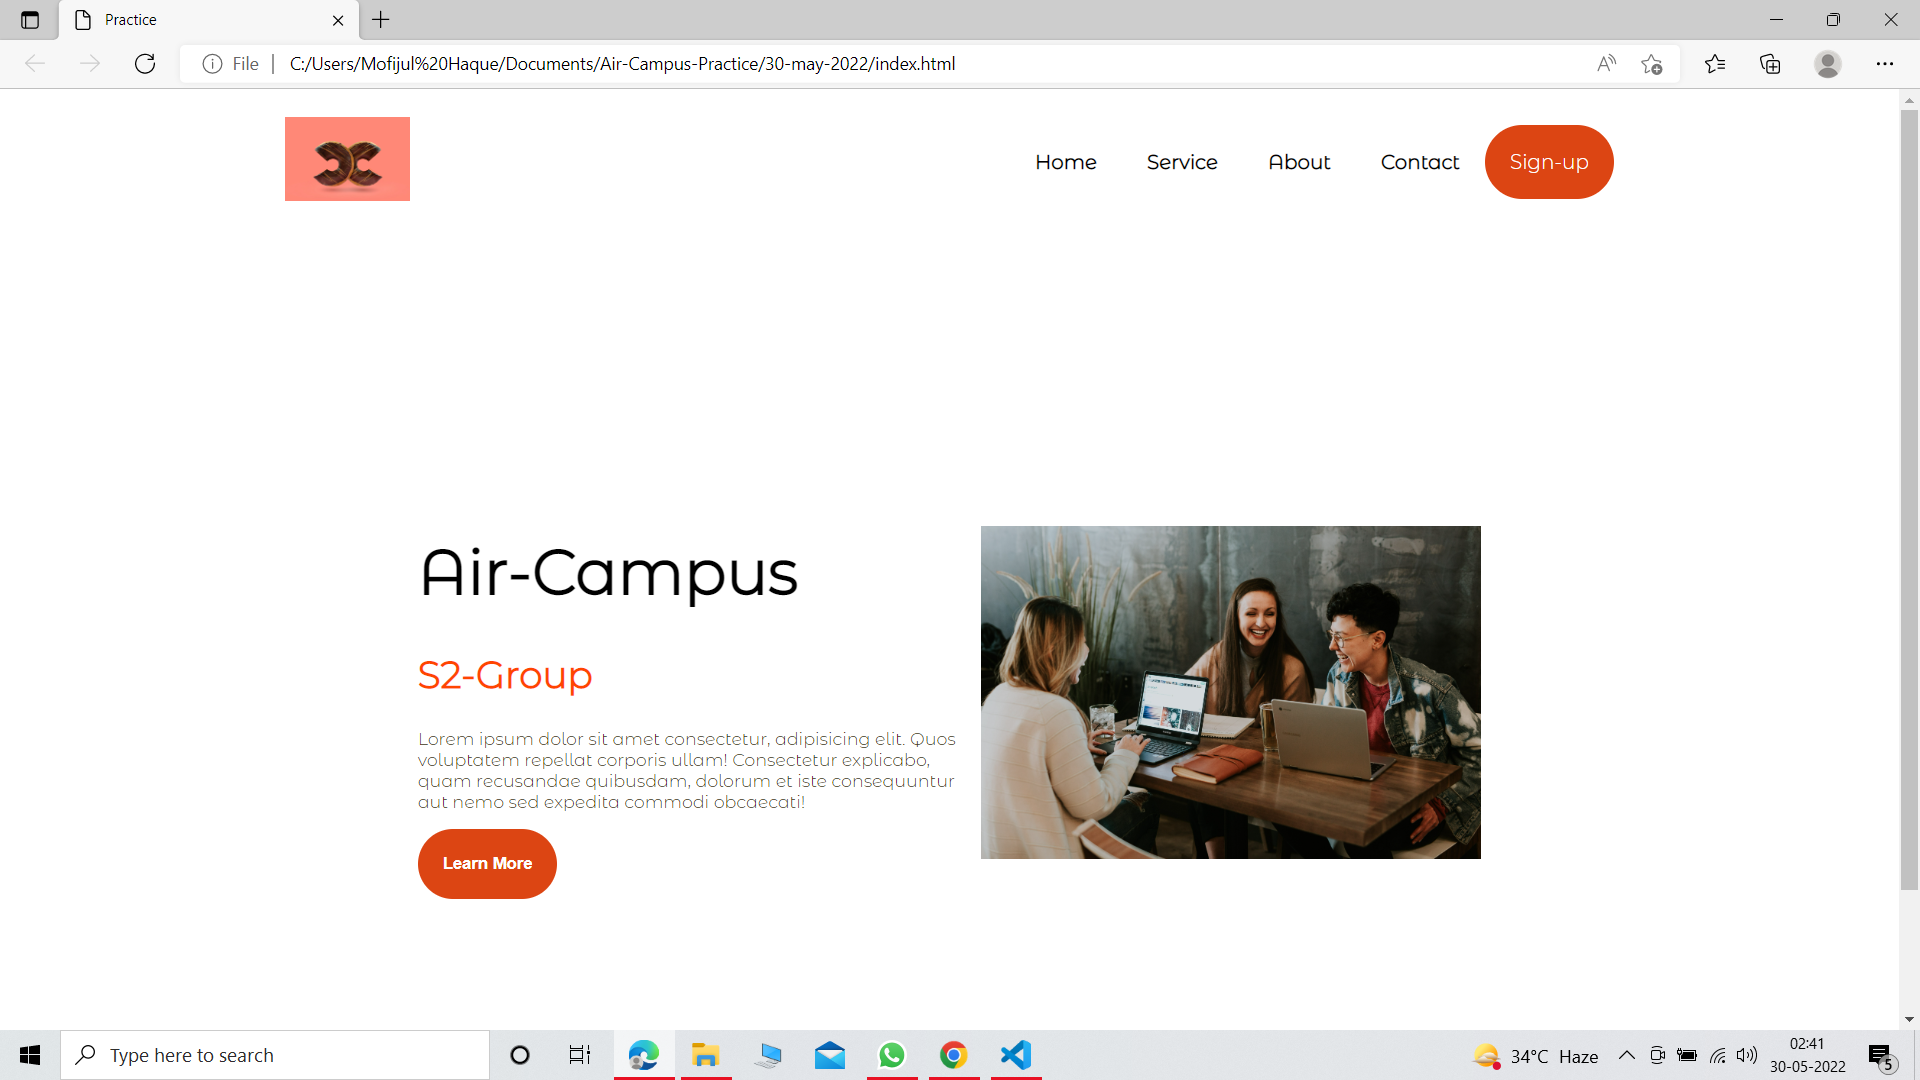 Practice
File
C:/Users/Mofijul%20Haque/Documents/Air-Campus-Practice/30-may-2022/index.html
Home
Service
About
Contact
Sign-up
Air-Campus
S2-Group
Lorem ipsum dolor sit amet consectetur, adipisicing elit. Quos
voluptatem repellat corporis ullam! Consectetur explicabo,
quam recusandae quibusdam, dolorum et iste consequuntur
aut nemo sed expedita commodi obcaecati!
Learn More
Type here to search
34°C Haze
02:41
30-05-2022
5